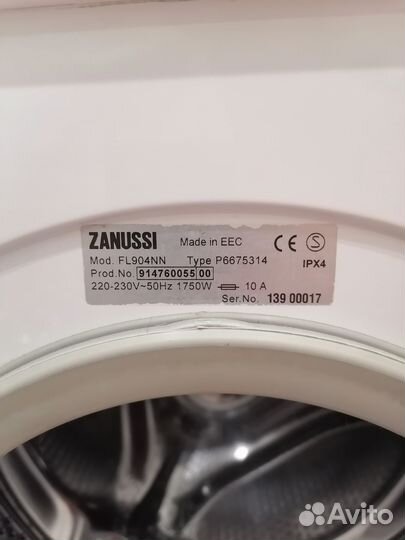 ZANUSSI Made in EEC CE S
Mod. FL904NN Type P6675314 IPX4
Prod.No. 914760055 00
220-230V~50Hz 1750W 10 A
Ser.No. 139 00017
Avito